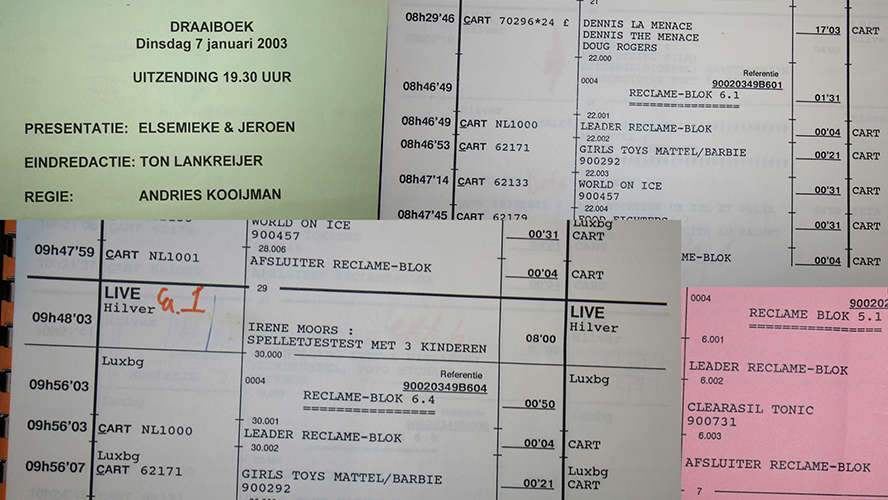 DRAAIBOEK
Dinsdag 7 januari 2003
UITZENDING 19.30 UUR
PRESENTATIE: ELSEMIEKE & JEROEN
EINDREDACTIE: TON LANKREIJER
REGIE: ANDRIES KOOIJMAN
08h29'46 CART 70296*24 £ DENNIS LA MENACE 17'03 CART
DENNIS THE MENACE
DOUG ROGERS
22.000
Referentie
0004 90020349B601
08h46'49 RECLAME-BLOK 6.1 01'31
================
22.001
08h46'49 CART NL1000 LEADER RECLAME-BLOK 00'04 CART
22.002
08h46'53 CART 62171 GIRLS TOYS MATTEL/BARBIE 00'21 CART
900292
22.003
08h47'14 CART 62133 WORLD ON ICE 00'31 CART
900457
22.004
08h47'45 CART 62179 00'31 CART
RECLAME-BLOK 00'04 CART
WORLD ON ICE 00'31 Luxbg
900457 CART
28.006
09h47'59 CART NL1001 AFSLUITER RECLAME-BLOK 00'04 CART
29
LIVE LIVE
09h48'03 Hilver 08'00 Hilver
IRENE MOORS :
SPELLETJESTEST MET 3 KINDEREN
30.000
Luxbg Referentie Luxbg
09h56'03 0004 90020349B604
RECLAME-BLOK 6.4 00'50
================
30.001
09h56'03 CART NL1000 LEADER RECLAME-BLOK 00'04 CART
30.002
Luxbg Luxbg
09h56'07 CART 62171 GIRLS TOYS MATTEL/BARBIE 00'21 CART
900292
0004 90020
RECLAME BLOK 5.1
================
6.001
LEADER RECLAME-BLOK
6.002
CLEARASIL TONIC
900731
6.003
AFSLUITER RECLAME-BLOK
7